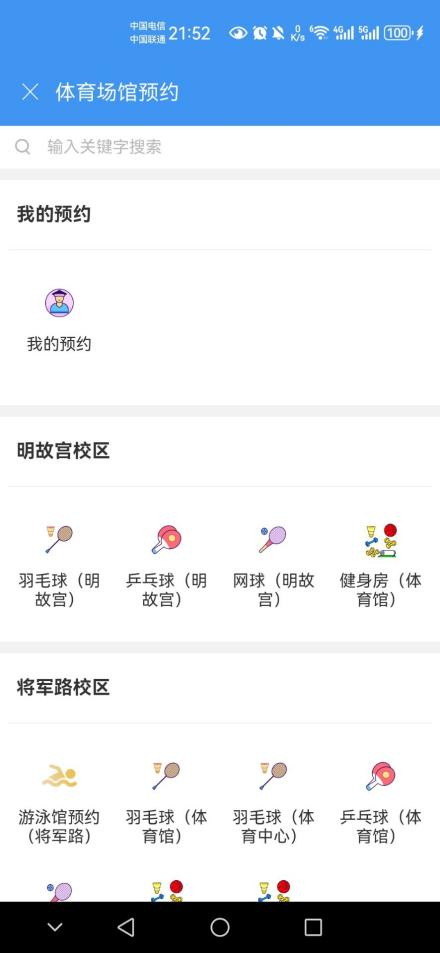 中国电信
中国联通
21:52
0
K/s
6
4G
5G
100
体育场馆预约
输入关键字搜索
我的预约
我的预约
明故宫校区
羽毛球（明
故宫）
乒乓球（明
故宫）
网球（明故
宫）
健身房（体
育馆）
将军路校区
游泳馆预约
（将军路）
羽毛球（体
育馆）
羽毛球（体
育中心）
乒乓球（体
育馆）